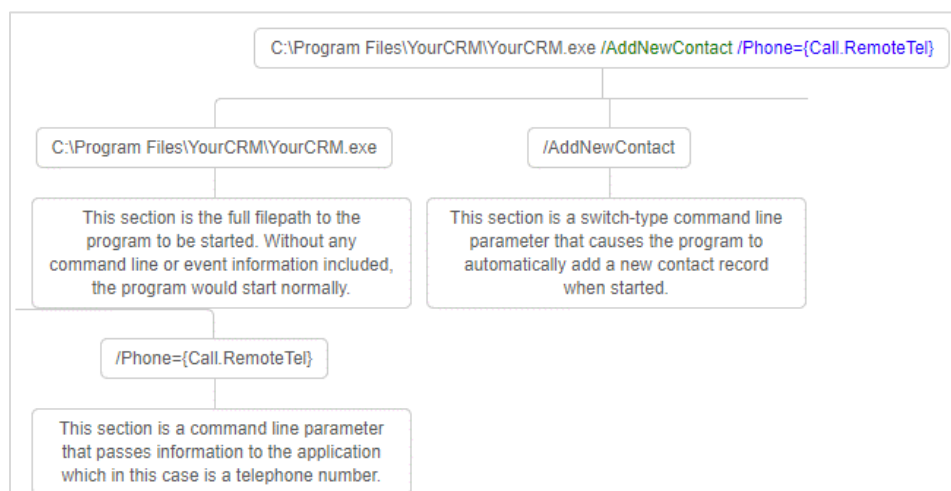 C:\Program Files\YourCRM\YourCRM.exe /AddNewContact /Phone={Call.RemoteTel}
C:\Program Files\YourCRM\YourCRM.exe
/AddNewContact
This section is the full filepath to the
program to be started. Without any
command line or event information included,
the program would start normally.
This section is a switch-type command line
parameter that causes the program to
automatically add a new contact record
when started.
/Phone={Call.RemoteTel}
This section is a command line parameter
that passes information to the application
which in this case is a telephone number.